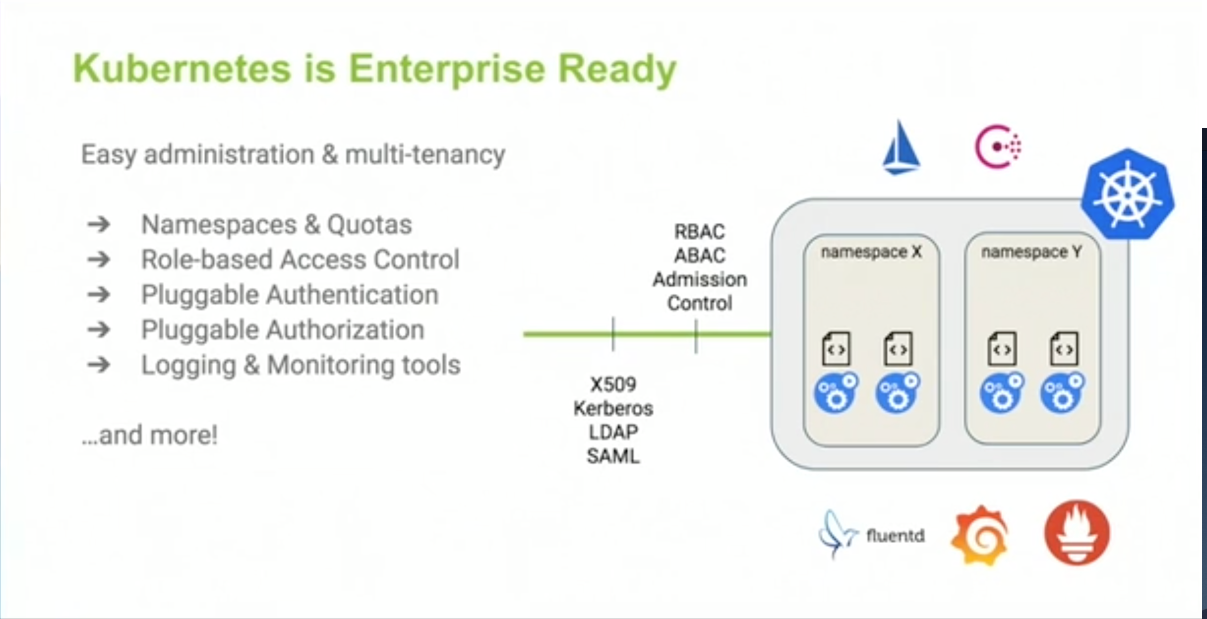 Kubernetes is Enterprise Ready
Easy administration & multi-tenancy
➔ Namespaces & Quotas
➔ Role-based Access Control
➔ Pluggable Authentication
➔ Pluggable Authorization
➔ Logging & Monitoring tools
...and more!
RBAC
ABAC
Admission
Control
X509
Kerberos
LDAP
SAML
namespace X
namespace Y
fluentd